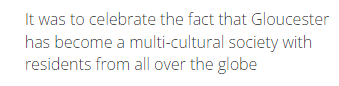 It was to celebrate the fact that Gloucester
has become a multi-cultural society with
residents from all over the globe